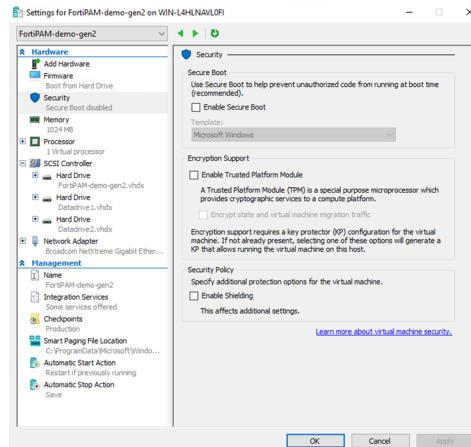 Settings for FortiPAM-demo-gen2 on WIN-L4HLNAVL0FI
FortiPAM-demo-gen2
Hardware
Add Hardware
Firmware
Boot from Hard Drive
Security
Secure Boot disabled
Memory
1024 MB
Processor
1 Virtual processor
SCSI Controller
Hard Drive
FortiPAM-demo-gen2.vhdx
Hard Drive
Datadrive1.vhdx
Hard Drive
Datadrive2.vhdx
Network Adapter
Broadcom NetXtreme Gigabit Ether...
Management
Name
FortiPAM-demo-gen2
Integration Services
Some services offered
Checkpoints
Production
Smart Paging File Location
C:\ProgramData\Microsoft\Windo...
Automatic Start Action
Restart if previously running
Automatic Stop Action
Save
Security
Secure Boot
Use Secure Boot to help prevent unauthorized code from running at boot time
(recommended).
Enable Secure Boot
Template:
Microsoft Windows
Encryption Support
Enable Trusted Platform Module
A Trusted Platform Module (TPM) is a special purpose microprocessor which
provides cryptographic services to a compute platform.
Encrypt state and virtual machine migration traffic
Encryption support requires a key protector (KP) configuration for the virtual
machine. If not already present, selecting one of these options will generate a
KP that allows running the virtual machine on this host.
Security Policy
Specify additional protection options for the virtual machine.
Enable Shielding
This affects additional settings.
Learn more about virtual machine security.
OK
Cancel
Apply